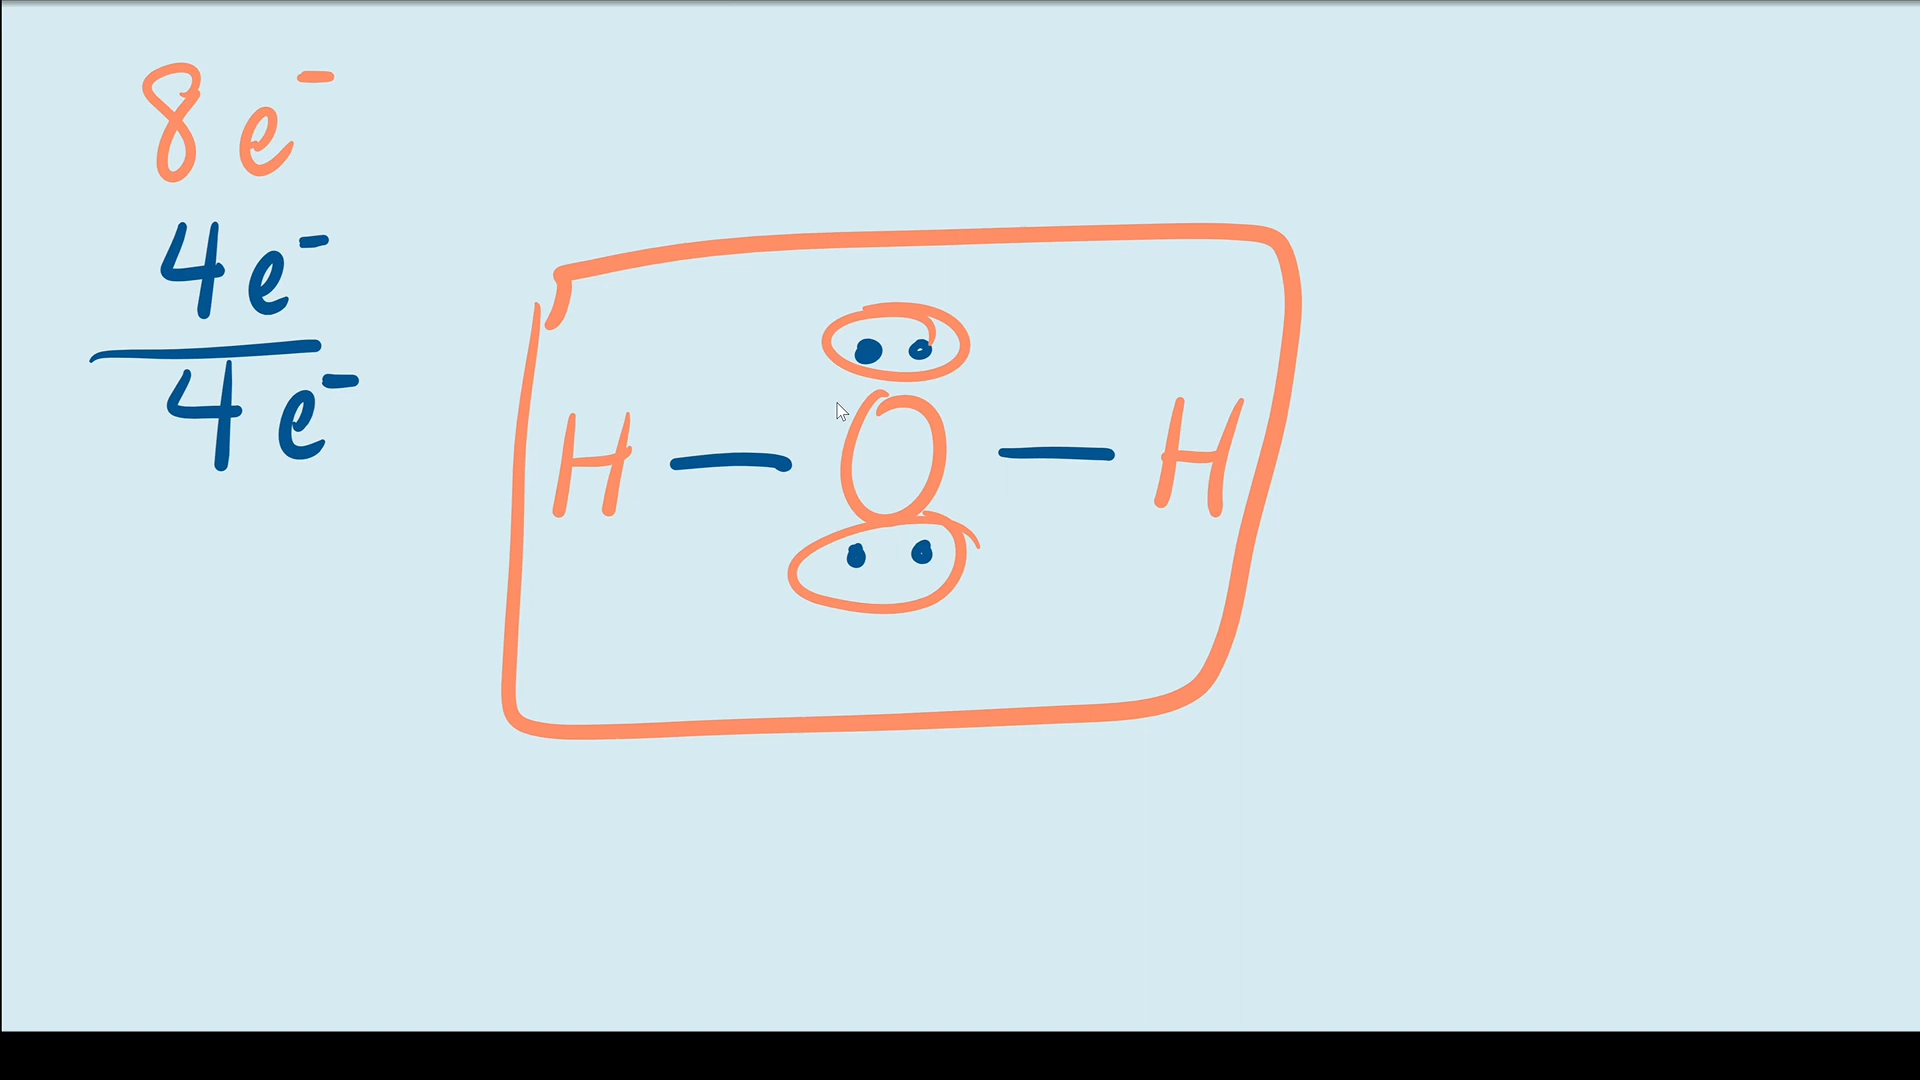 8e⁻
4e⁻
4e⁻
H — O — H